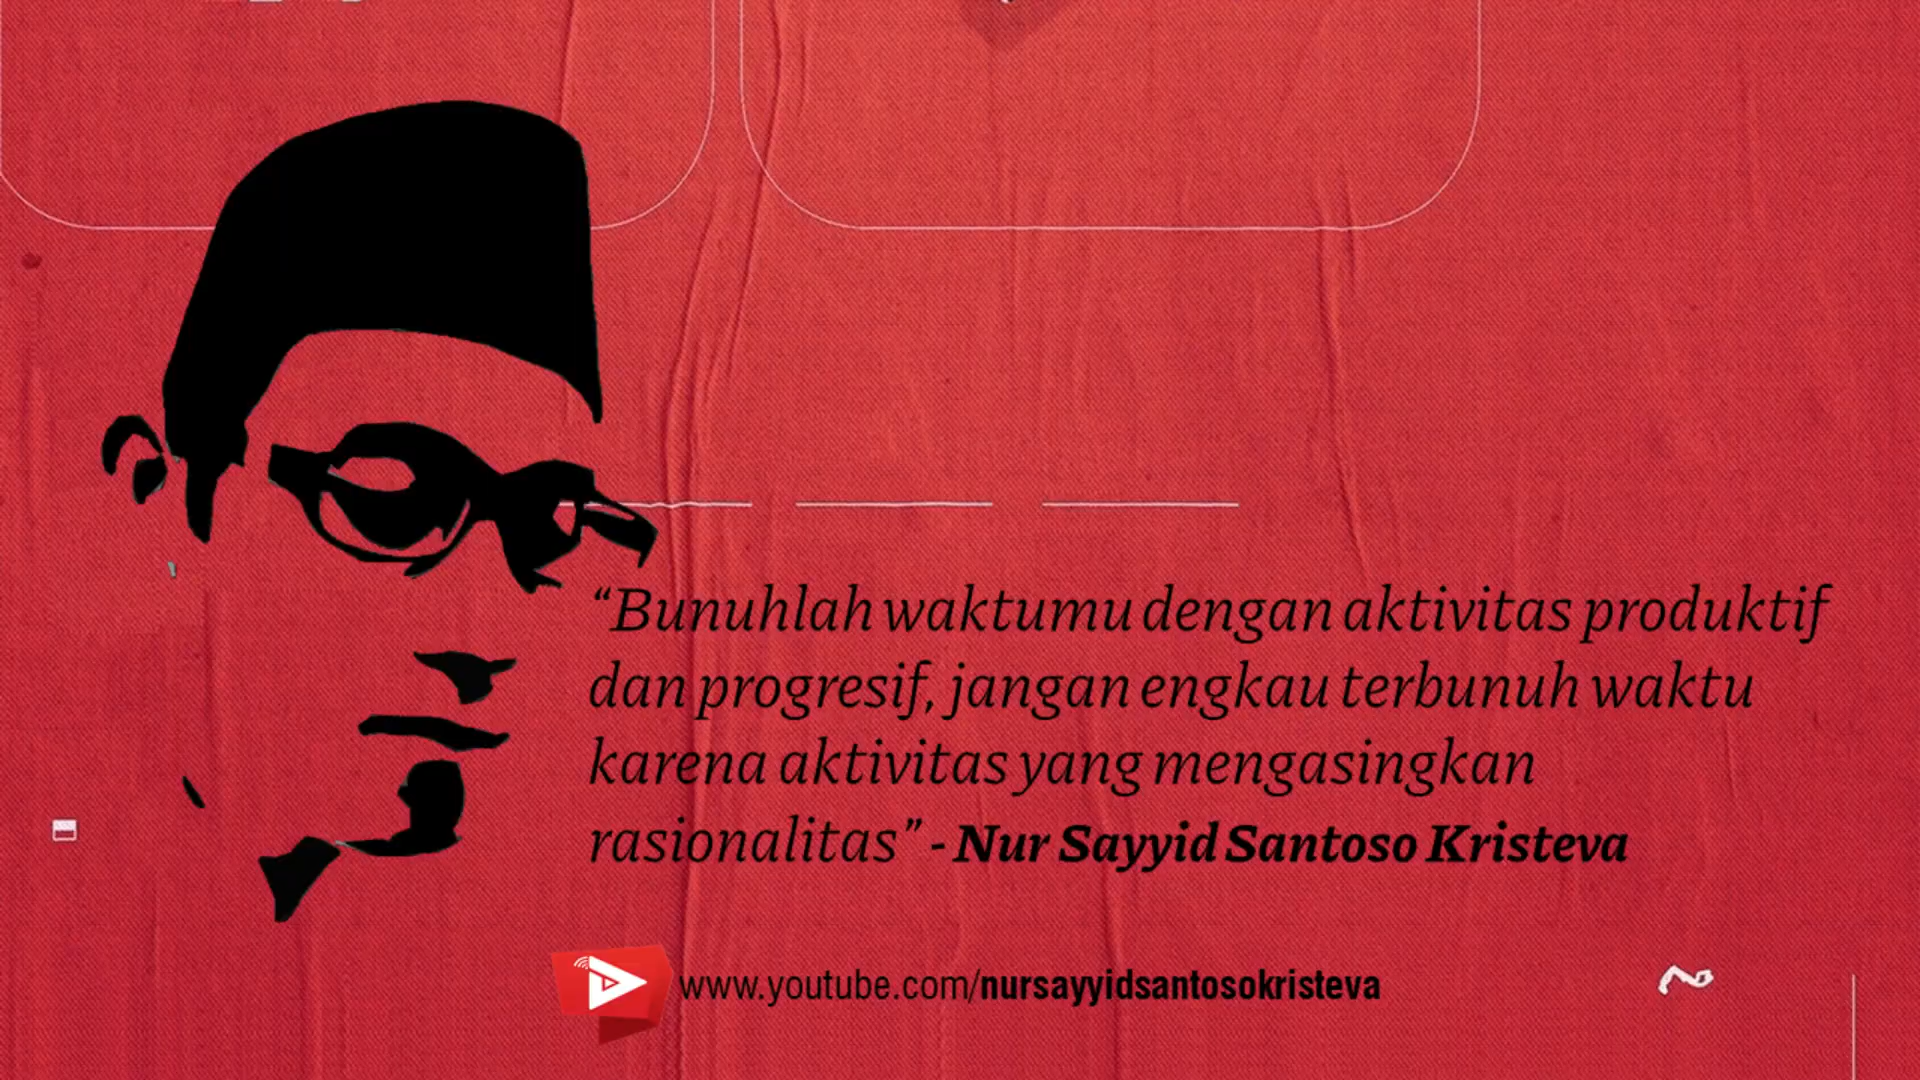 “Bunuhlah waktumu dengan aktivitas produktif
dan progresif, jangan engkau terbunuh waktu
karena aktivitas yang mengasingkan
rasionalitas” - Nur Sayyid Santoso Kristeva
www.youtube.com/nursayyidsantosokristeva